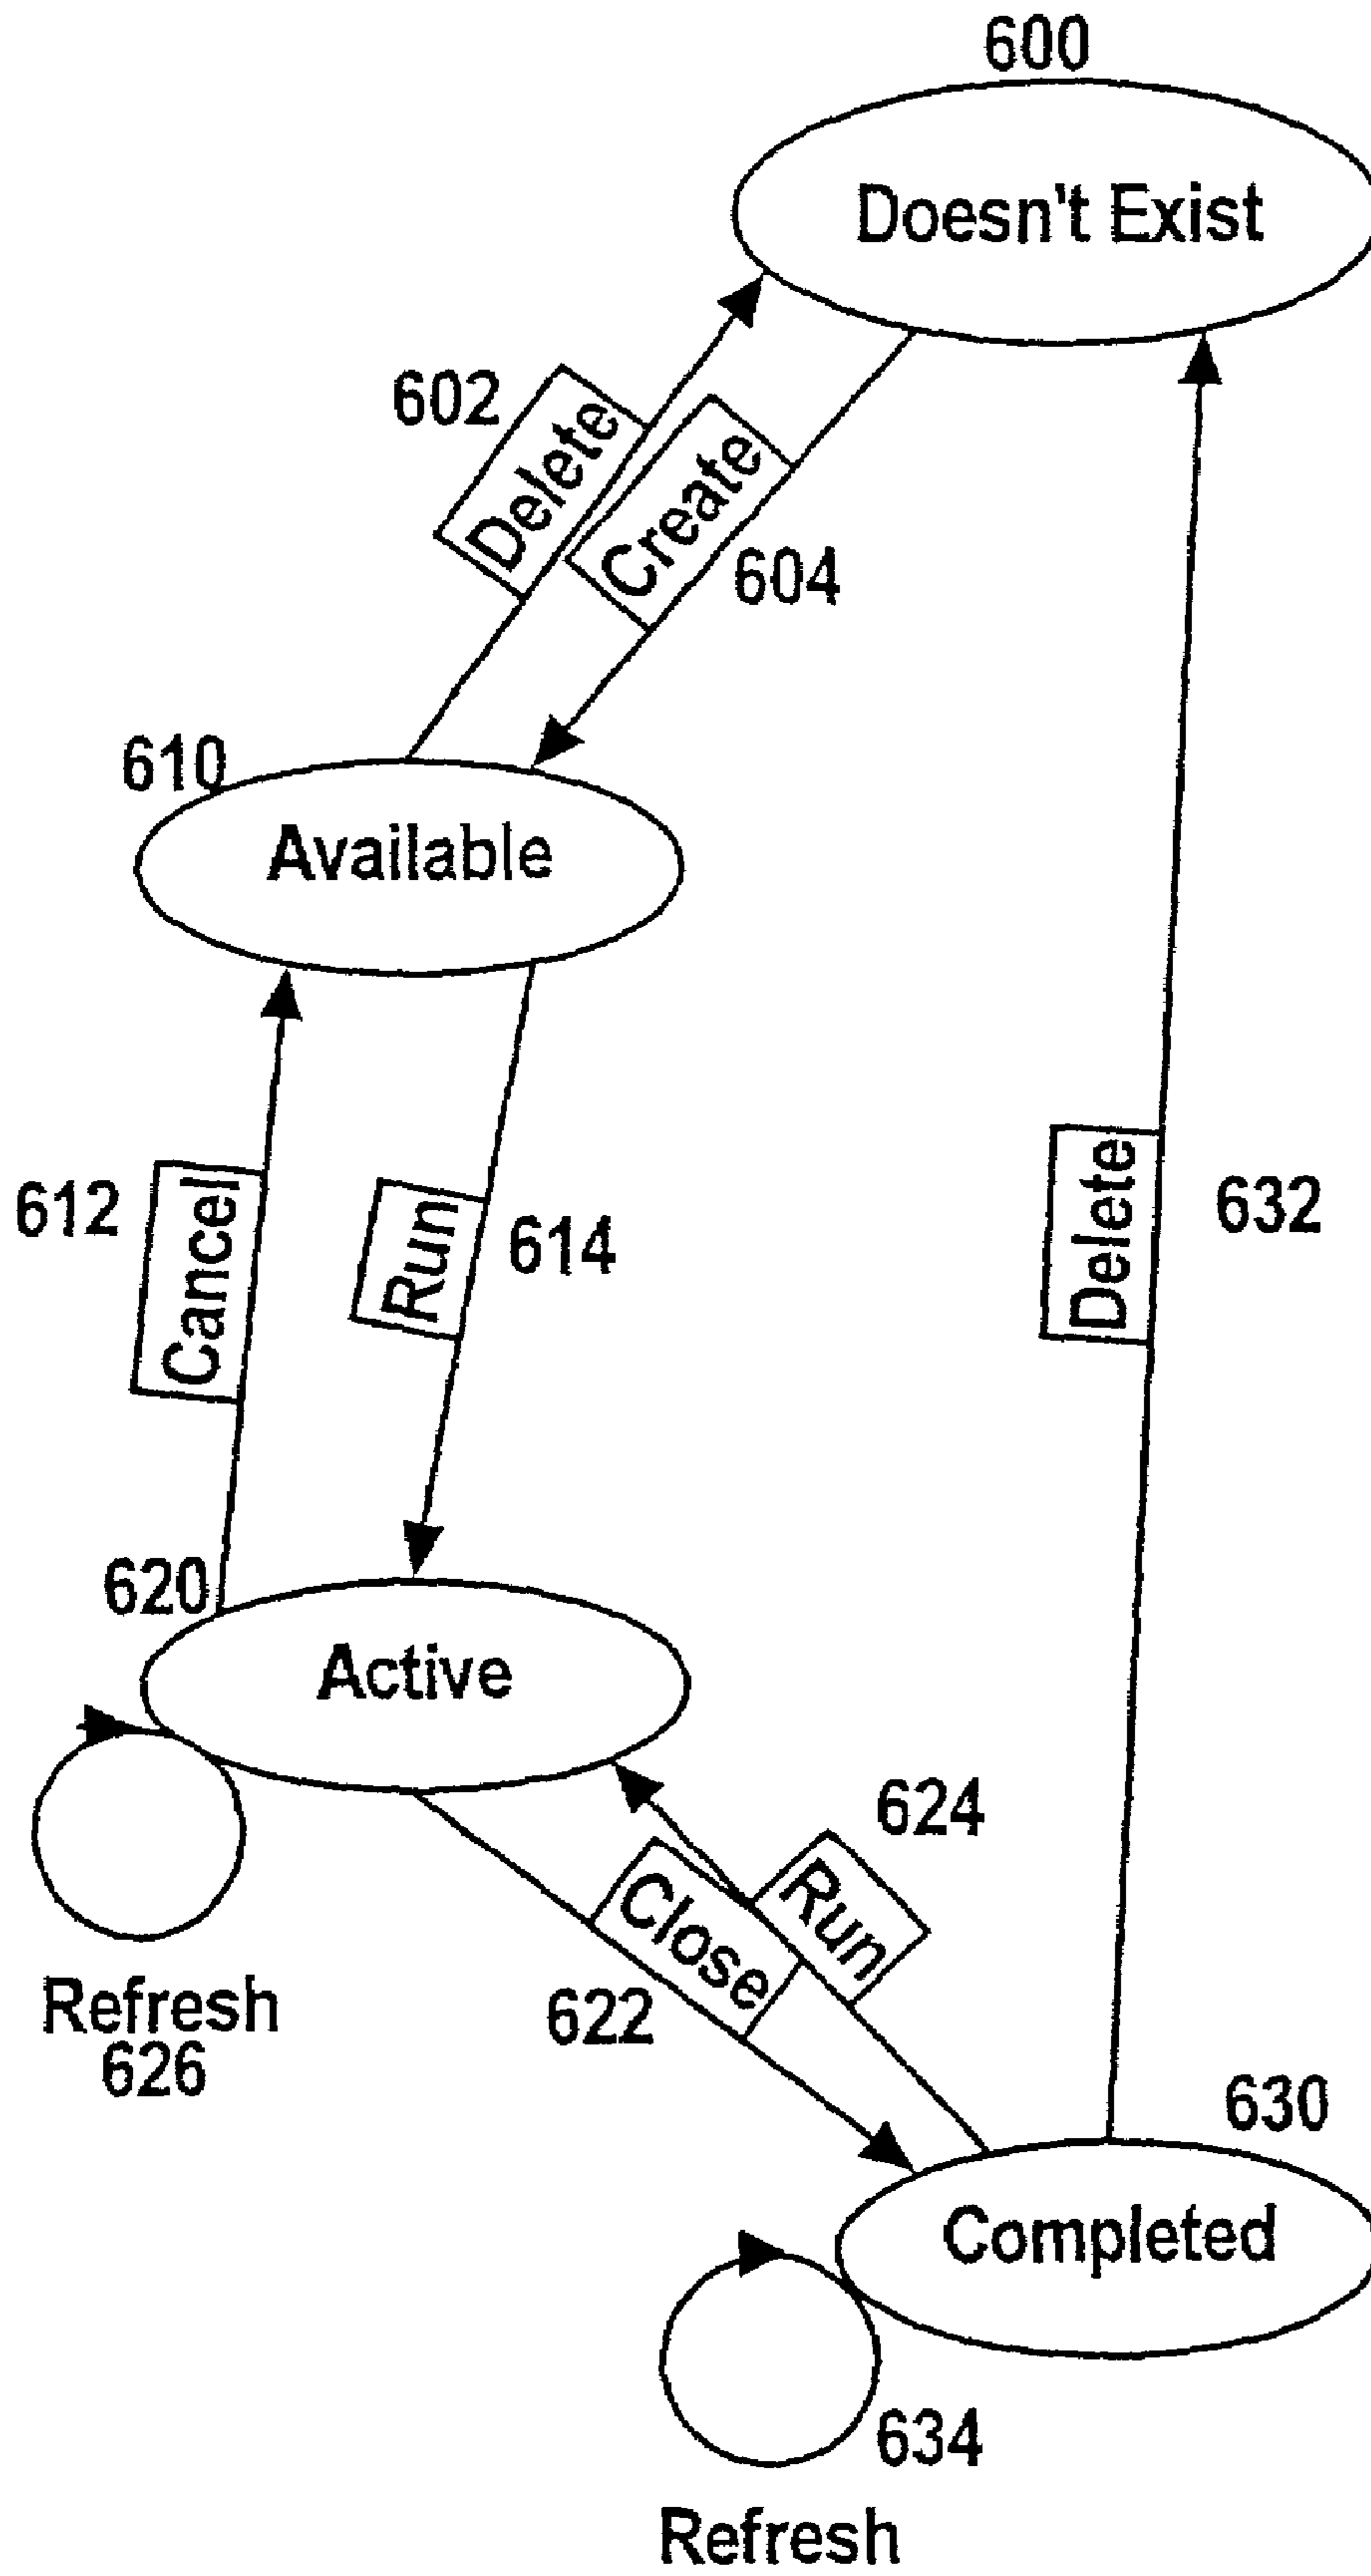 600
Doesn't Exist
602
Delete
Create
604
610
Available
612
Cancel
Run
614
Delete
632
620
Active
624
Run
Close
622
Refresh
626
630
Completed
634
Refresh